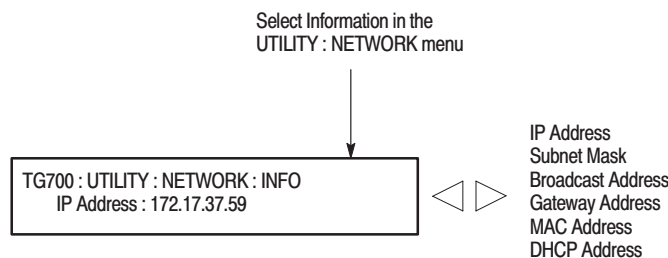 Select Information in the
UTILITY : NETWORK menu
TG700 : UTILITY : NETWORK : INFO
IP Address : 172.17.37.59
IP Address
Subnet Mask
Broadcast Address
Gateway Address
MAC Address
DHCP Address